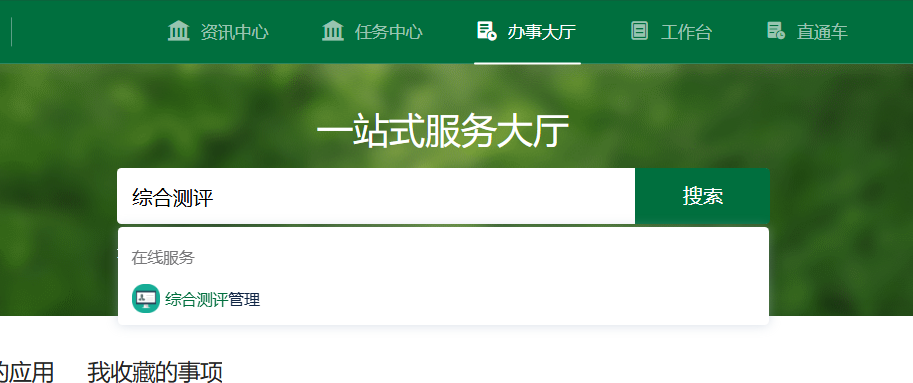 资讯中心 任务中心 办事大厅 工作台 直通车
一站式服务大厅
综合测评 搜索
在线服务
综合测评管理
的应用 我收藏的事项